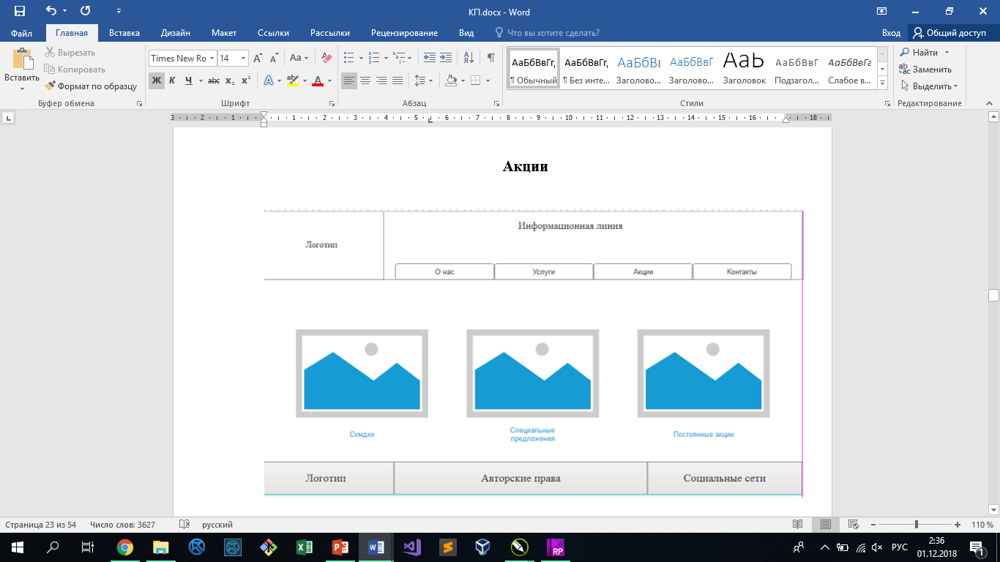 КП.docx - Word
Файл Главная Вставка Дизайн Макет Ссылки Рассылки Рецензирование Вид Что вы хотите сделать? Вход Общий доступ
Вставить
Вырезать
Копировать
Формат по образцу
Буфер обмена
Times New Ro 14 Aa
Ж К Ч abc x₂ x² A aby A
Шрифт
Абзац
АаБбВвГг, АаБбВвГг, АаБбВв АаБбВвГ АаЬ АаБбВвГ АаБбВвГг
¶ Обычный ¶ Без инте... Заголово... Заголово... Заголовок Подзагол... Слабое в...
Стили
Найти
Заменить
Выделить
Редактирование
3 2 1 1 2 3 4 5 6 7 8 9 10 11 12 13 14 15 16 18
Акции
Информационная линия
Логотип
О нас Услуги Акции Контакты
Скмдки
Специальные
предложения
Постоянные акции
Логотип Авторские права Социальные сети
Страница 23 из 54 Число слов: 3627 русский 110 %
РУС
2:36
01.12.2018
1